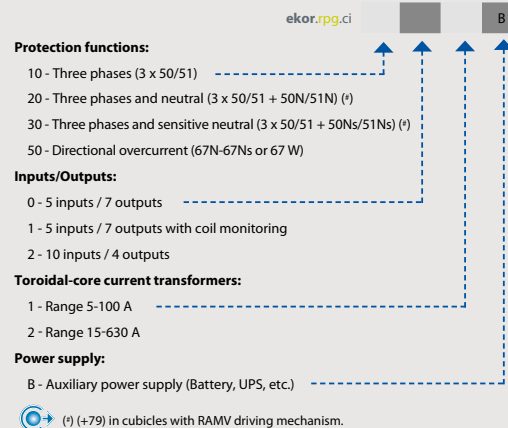 ekor.rpg.ci B
Protection functions:
10 - Three phases (3 x 50/51)
20 - Three phases and neutral (3 x 50/51 + 50N/51N) (#)
30 - Three phases and sensitive neutral (3 x 50/51 + 50Ns/51Ns) (#)
50 - Directional overcurrent (67N-67Ns or 67 W)
Inputs/Outputs:
0 - 5 inputs / 7 outputs
1 - 5 inputs / 7 outputs with coil monitoring
2 - 10 inputs / 4 outputs
Toroidal-core current transformers:
1 - Range 5-100 A
2 - Range 15-630 A
Power supply:
B - Auxiliary power supply (Battery, UPS, etc.)
(#) (+79) in cubicles with RAMV driving mechanism.